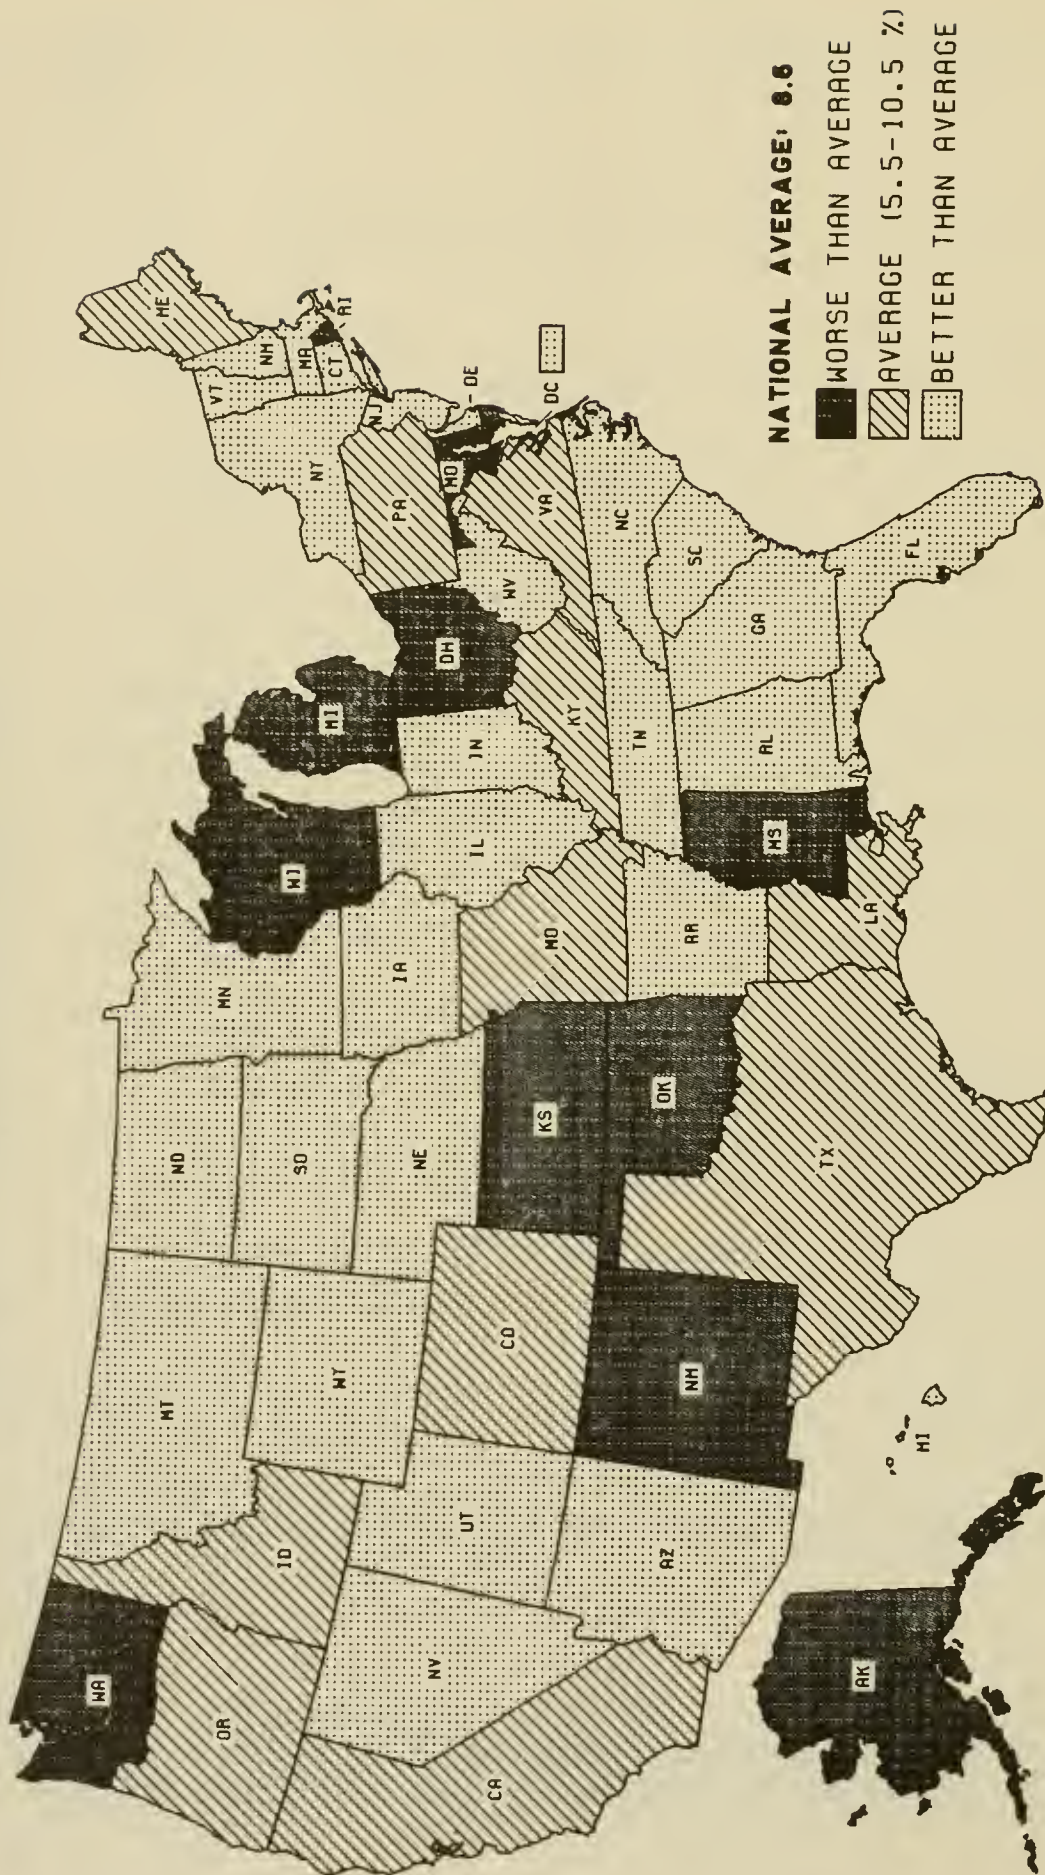 WA
MT
ND
MN
WI
MI
ME
VT
NH
OR
ID
WY
SD
IA
NY
MA
CT
RI
NV
UT
CO
NE
IL
IN
OH
PA
NJ
CA
AZ
NM
KS
MO
KY
WV
MD
DE
VA
DC
OK
AR
TN
NC
SC
TX
LA
MS
AL
GA
FL
AK
HI
NATIONAL AVERAGE: 8.6
WORSE THAN AVERAGE
AVERAGE (5.5-10.5 %)
BETTER THAN AVERAGE